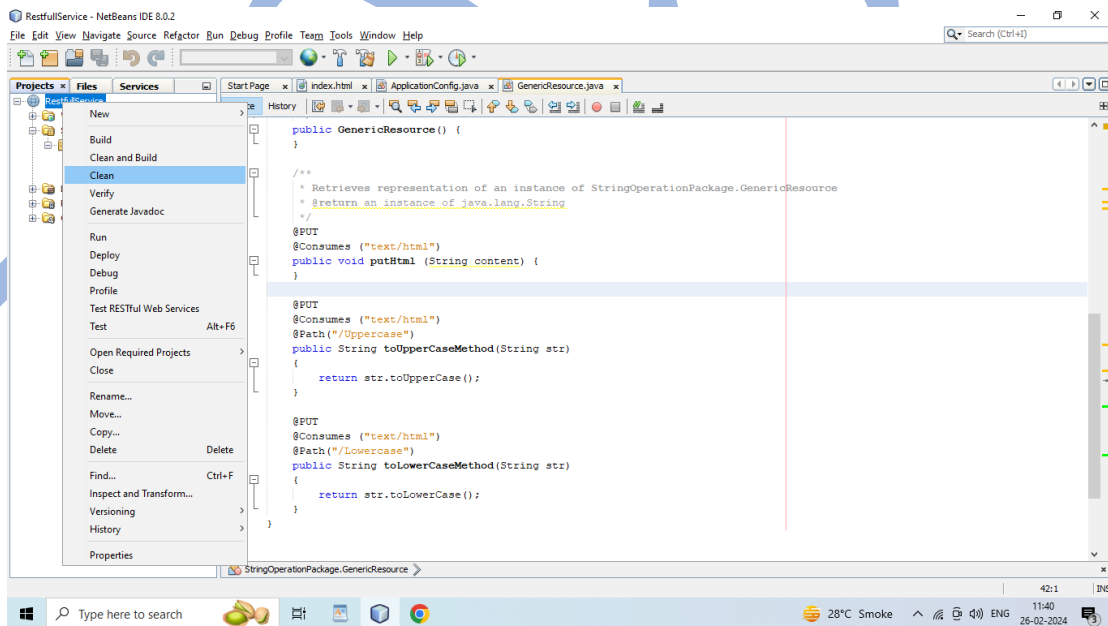 RestfullService - NetBeans IDE 8.0.2
File Edit View Navigate Source Refactor Run Debug Profile Team Tools Window Help
Search (Ctrl+I)
Projects × Files Services
Start Page × index.html × ApplicationConfig.java × GenericResource.java ×
RestfullService
History
New
Build
Clean and Build
Clean
Verify
Generate Javadoc
Run
Deploy
Debug
Profile
Test RESTful Web Services
Test Alt+F6
Open Required Projects
Close
Rename...
Move...
Copy...
Delete Delete
Find... Ctrl+F
Inspect and Transform...
Versioning
History
Properties
public GenericResource() {
}
/**
* Retrieves representation of an instance of StringOperationPackage.GenericResource
* @return an instance of java.lang.String
*/
@PUT
@Consumes ("text/html")
public void putHtml (String content) {
}
@PUT
@Consumes ("text/html")
@Path("/Uppercase")
public String toUpperCaseMethod(String str)
{
return str.toUpperCase();
}
@PUT
@Consumes ("text/html")
@Path("/Lowercase")
public String toLowerCaseMethod(String str)
{
return str.toLowerCase();
}
}
StringOperationPackage.GenericResource
42:1 INS
Type here to search
28°C Smoke ENG 11:40
26-02-2024 3